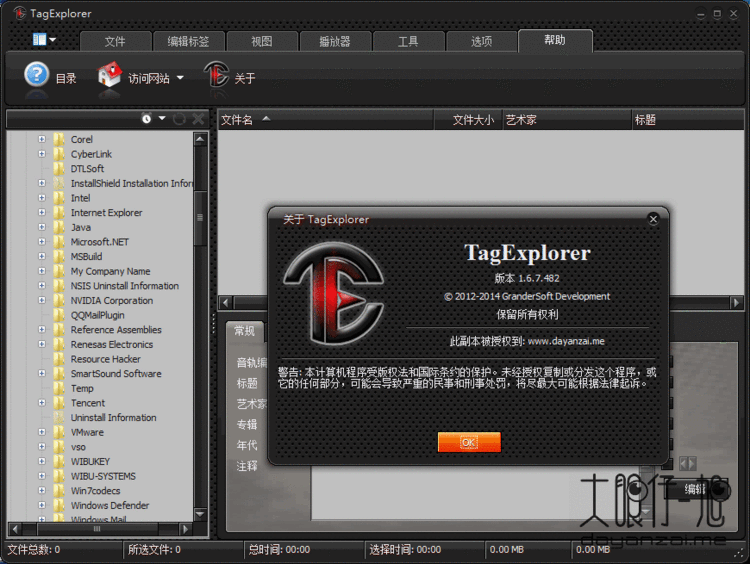 TagExplorer
文件 编辑标签 视图 播放器 工具 选项 帮助
目录 访问网站 关于
文件名 文件大小 艺术家 标题
Corel
CyberLink
DTLSoft
InstallShield Installation Infor
Intel
Internet Explorer
Java
Microsoft.NET
MSBuild
My Company Name
NSIS Uninstall Information
NVIDIA Corporation
QQMailPlugin
Reference Assemblies
Renesas Electronics
Resource Hacker
SmartSound Software
Temp
Tencent
Uninstall Information
VMware
vso
WIBUKEY
WIBU-SYSTEMS
Win7codecs
Windows Defender
Windows Mail
关于 TagExplorer
TagExplorer
版本 1.6.7.482
© 2012-2014 GranderSoft Development
保留所有权利
此副本被授权到: www.dayanzai.me
警告: 本计算机程序受版权法和国际条约的保护。未经授权复制或分发这个程序，或
它的任何部分，可能会导致严重的民事和刑事处罚，将尽最大可能根据法律起诉。
OK
常规
音轨编
标题
艺术家
专辑
年代
注释
编辑
大眼仔~旭
dayanzai.me
文件总数: 0 所选文件: 0 总时间: 00:00 选择时间: 00:00 0.00 MB 0.00 MB